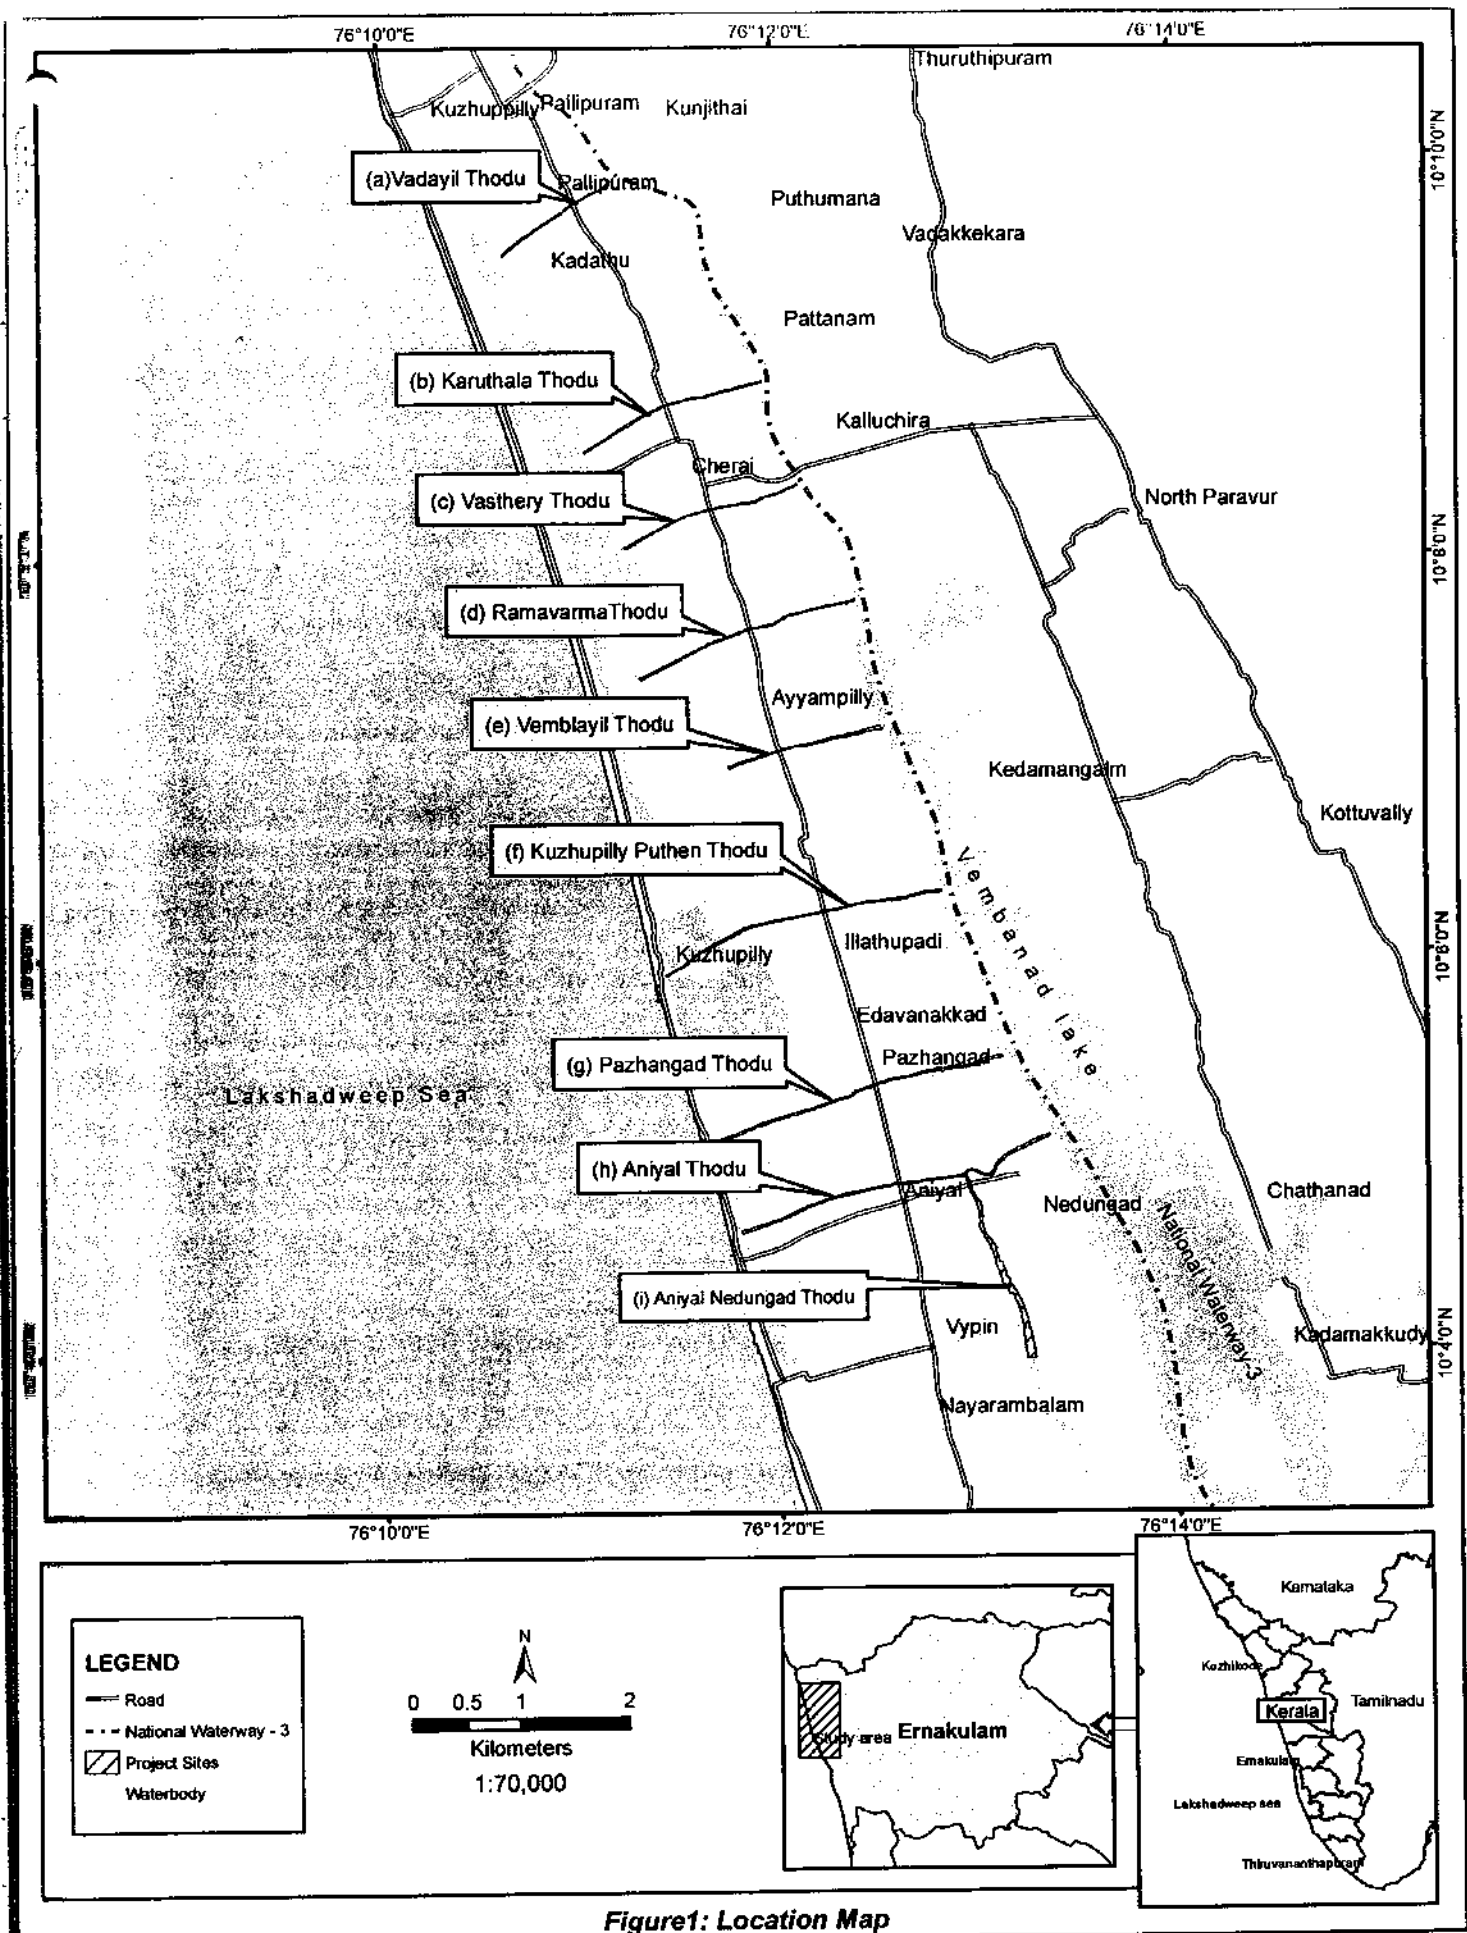 76°10'0"E
76°12'0"E
76°14'0"E
Thuruthipuram
Kuzhuppilly
Pallipuram
Kunjithai
10°10'0"N
(a)Vadayil Thodu
Pallipuram
Puthumana
Vadakkekara
Kadathu
Pattanam
(b) Karuthala Thodu
Kalluchira
Cherai
(c) Vasthery Thodu
North Paravur
10°8'0"N
(d) RamavarmaThodu
Ayyampilly
(e) Vemblayil Thodu
Kedamangalm
Kottuvally
(f) Kuzhupilly Puthen Thodu
Vembanad lake
Illathupadi
Kuzhupilly
10°6'0"N
Edavanakkad
Pazhangad
(g) Pazhangad Thodu
Lakshadweep Sea
(h) Aniyal Thodu
Aniyal
Nedungad
Chathanad
National Waterway-3
(i) Aniyal Nedungad Thodu
Vypin
Kadamakkudy
10°4'0"N
Nayarambalam
76°10'0"E
76°12'0"E
76°14'0"E
LEGEND
Road
National Waterway - 3
Project Sites
Waterbody
N
0 0.5 1 2
Kilometers
1:70,000
Study area
Ernakulam
Karnataka
Kozhikode
Tamilnadu
Kerala
Ernakulam
Lakshadweep sea
Thiruvananthapuram
Figure1: Location Map